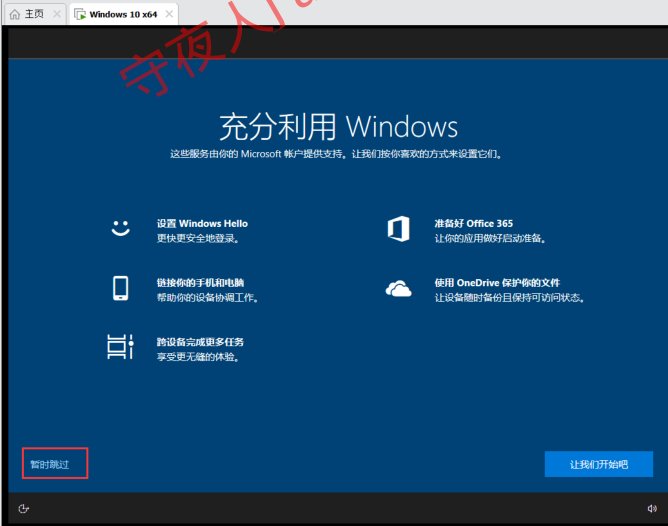 主页
Windows 10 x64
守夜人
充分利用 Windows
这些服务由你的 Microsoft 帐户提供支持。让我们按你喜欢的方式来设置它们。
设置 Windows Hello
更快更安全地登录。
准备好 Office 365
让你的应用做好启动准备。
链接你的手机和电脑
帮助你的设备协调工作。
使用 OneDrive 保护你的文件
让设备随时备份且保持可访问状态。
跨设备完成更多任务
享受更无缝的体验。
暂时跳过
让我们开始吧